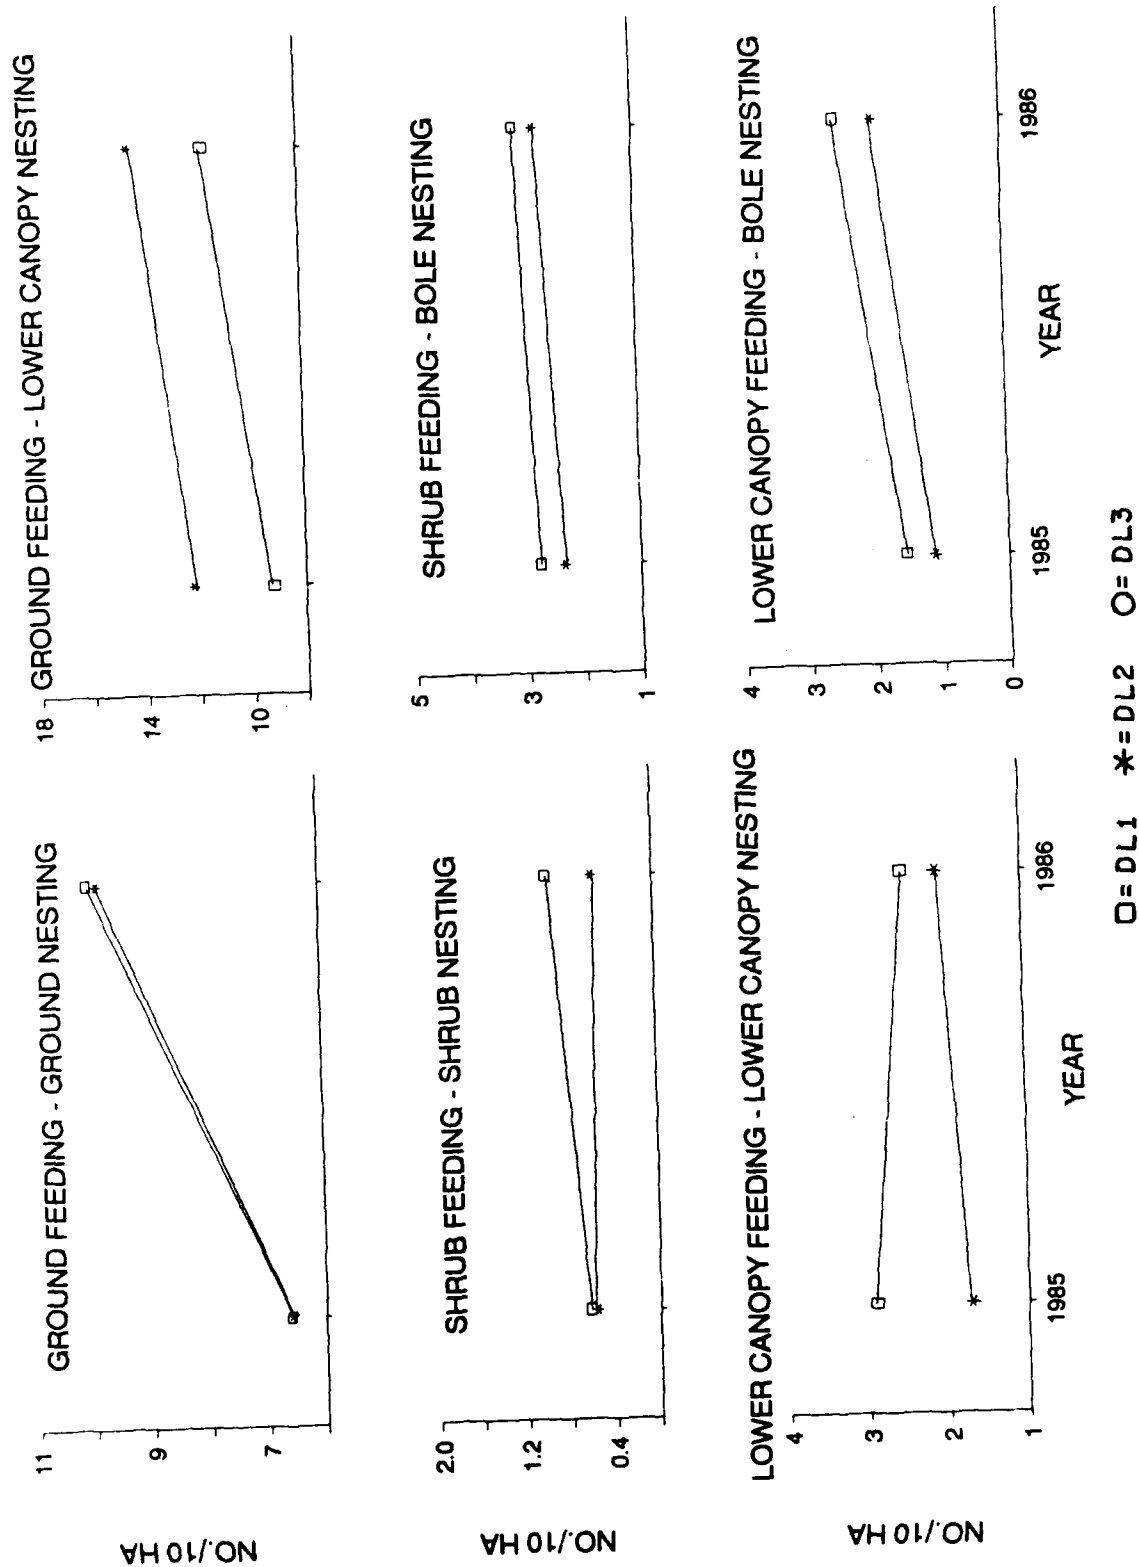 GROUND FEEDING - GROUND NESTING
11
9
7
NO./10 HA
GROUND FEEDING - LOWER CANOPY NESTING
18
14
10
SHRUB FEEDING - SHRUB NESTING
2.0
1.2
0.4
NO./10 HA
SHRUB FEEDING - BOLE NESTING
5
3
1
LOWER CANOPY FEEDING - LOWER CANOPY NESTING
4
3
2
1
NO./10 HA
1985
1986
YEAR
LOWER CANOPY FEEDING - BOLE NESTING
4
3
2
1
0
1985
1986
YEAR
□=DL1 *=DL2 O=DL3